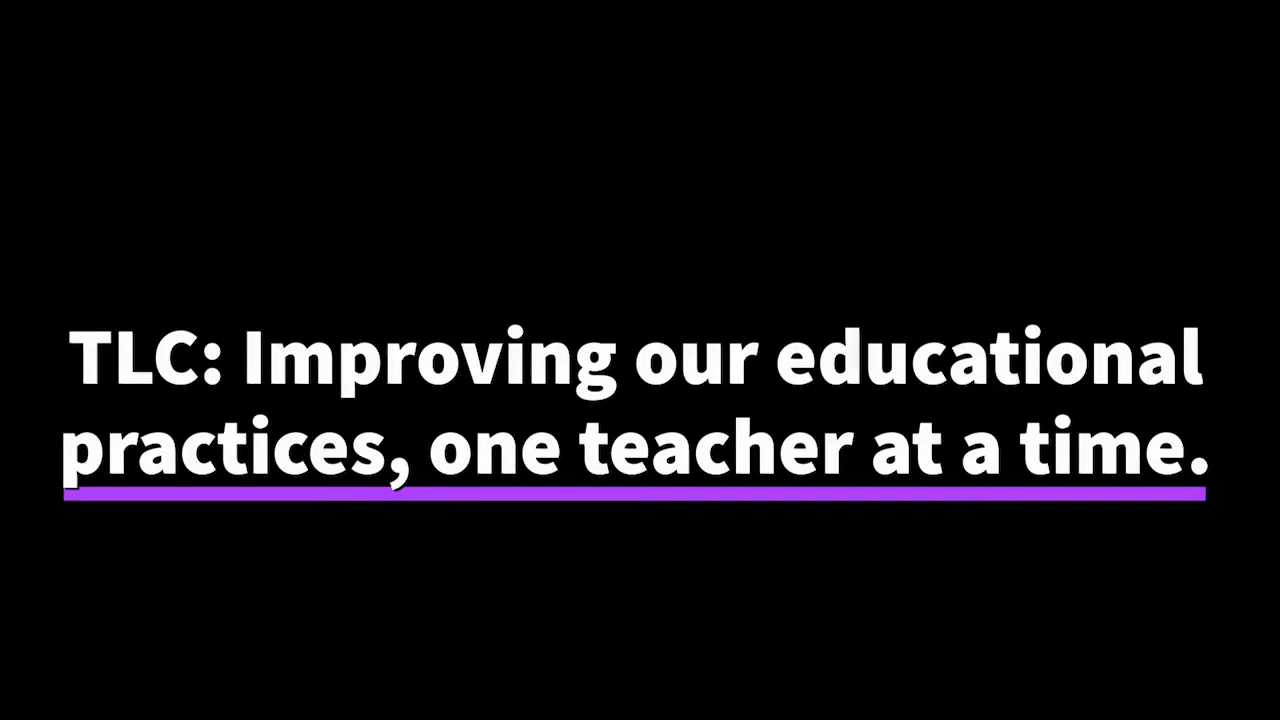 TLC: Improving our educational
practices, one teacher at a time.